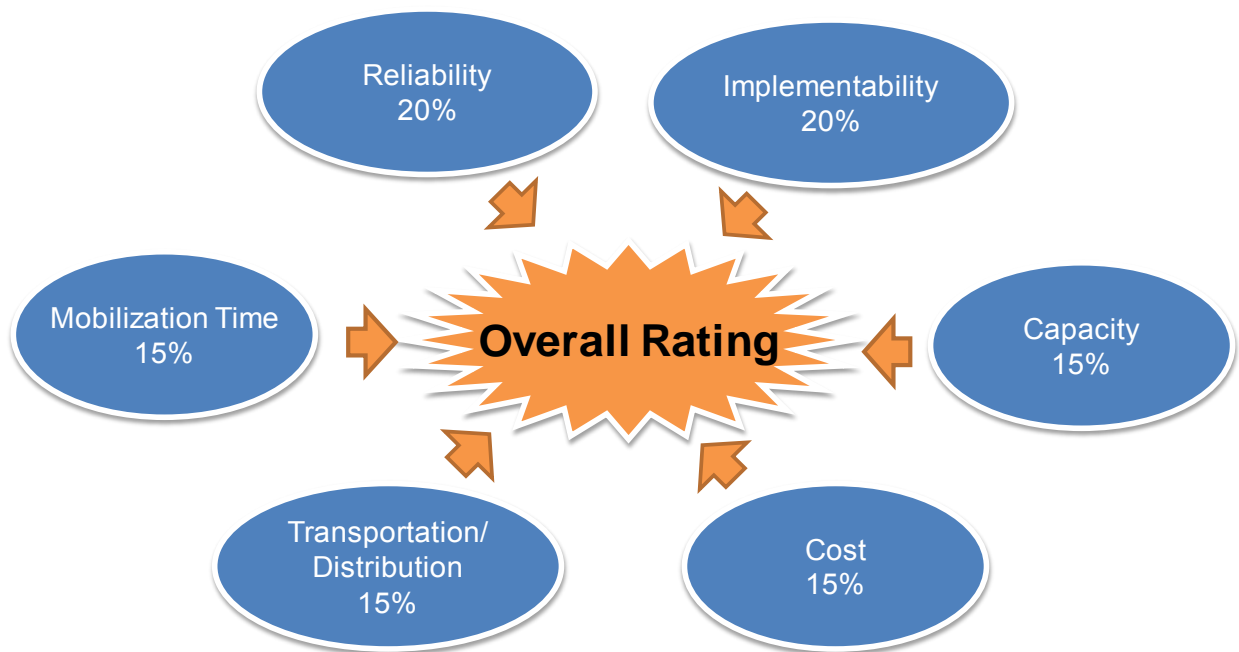 Reliability
20%
Implementability
20%
Mobilization Time
15%
Overall Rating
Capacity
15%
Transportation/
Distribution
15%
Cost
15%